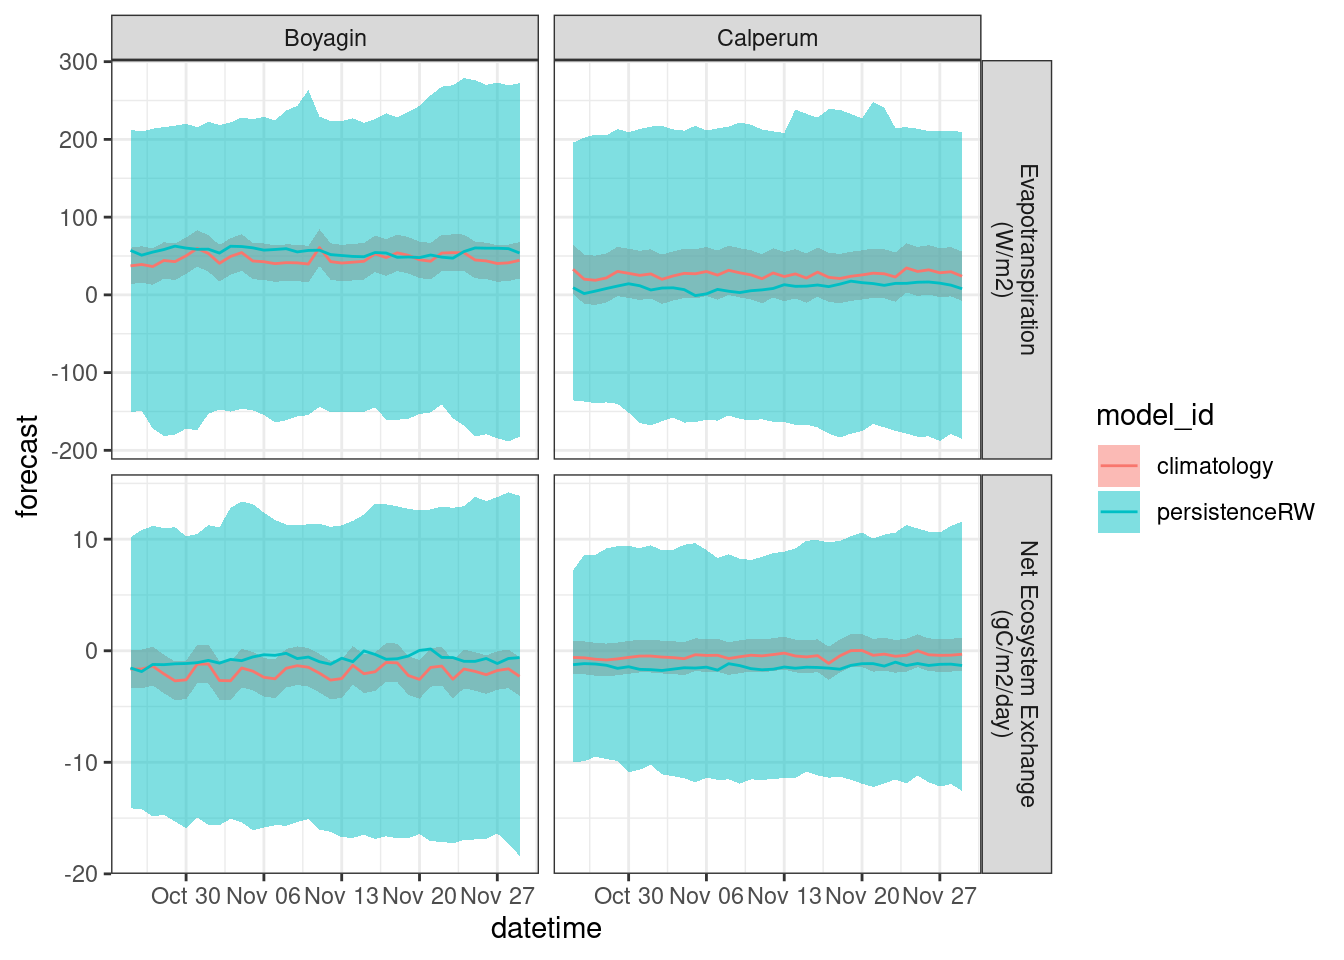 Boyagin
Calperum
300
200
100
0
-100
-200
Evapotranspiration
(W/m2)
10
0
-10
-20
Net Ecosystem Exchange
(gC/m2/day)
forecast
Oct 30 Nov 06 Nov 13 Nov 20 Nov 27
Oct 30 Nov 06 Nov 13 Nov 20 Nov 27
datetime
model_id
climatology
persistenceRW